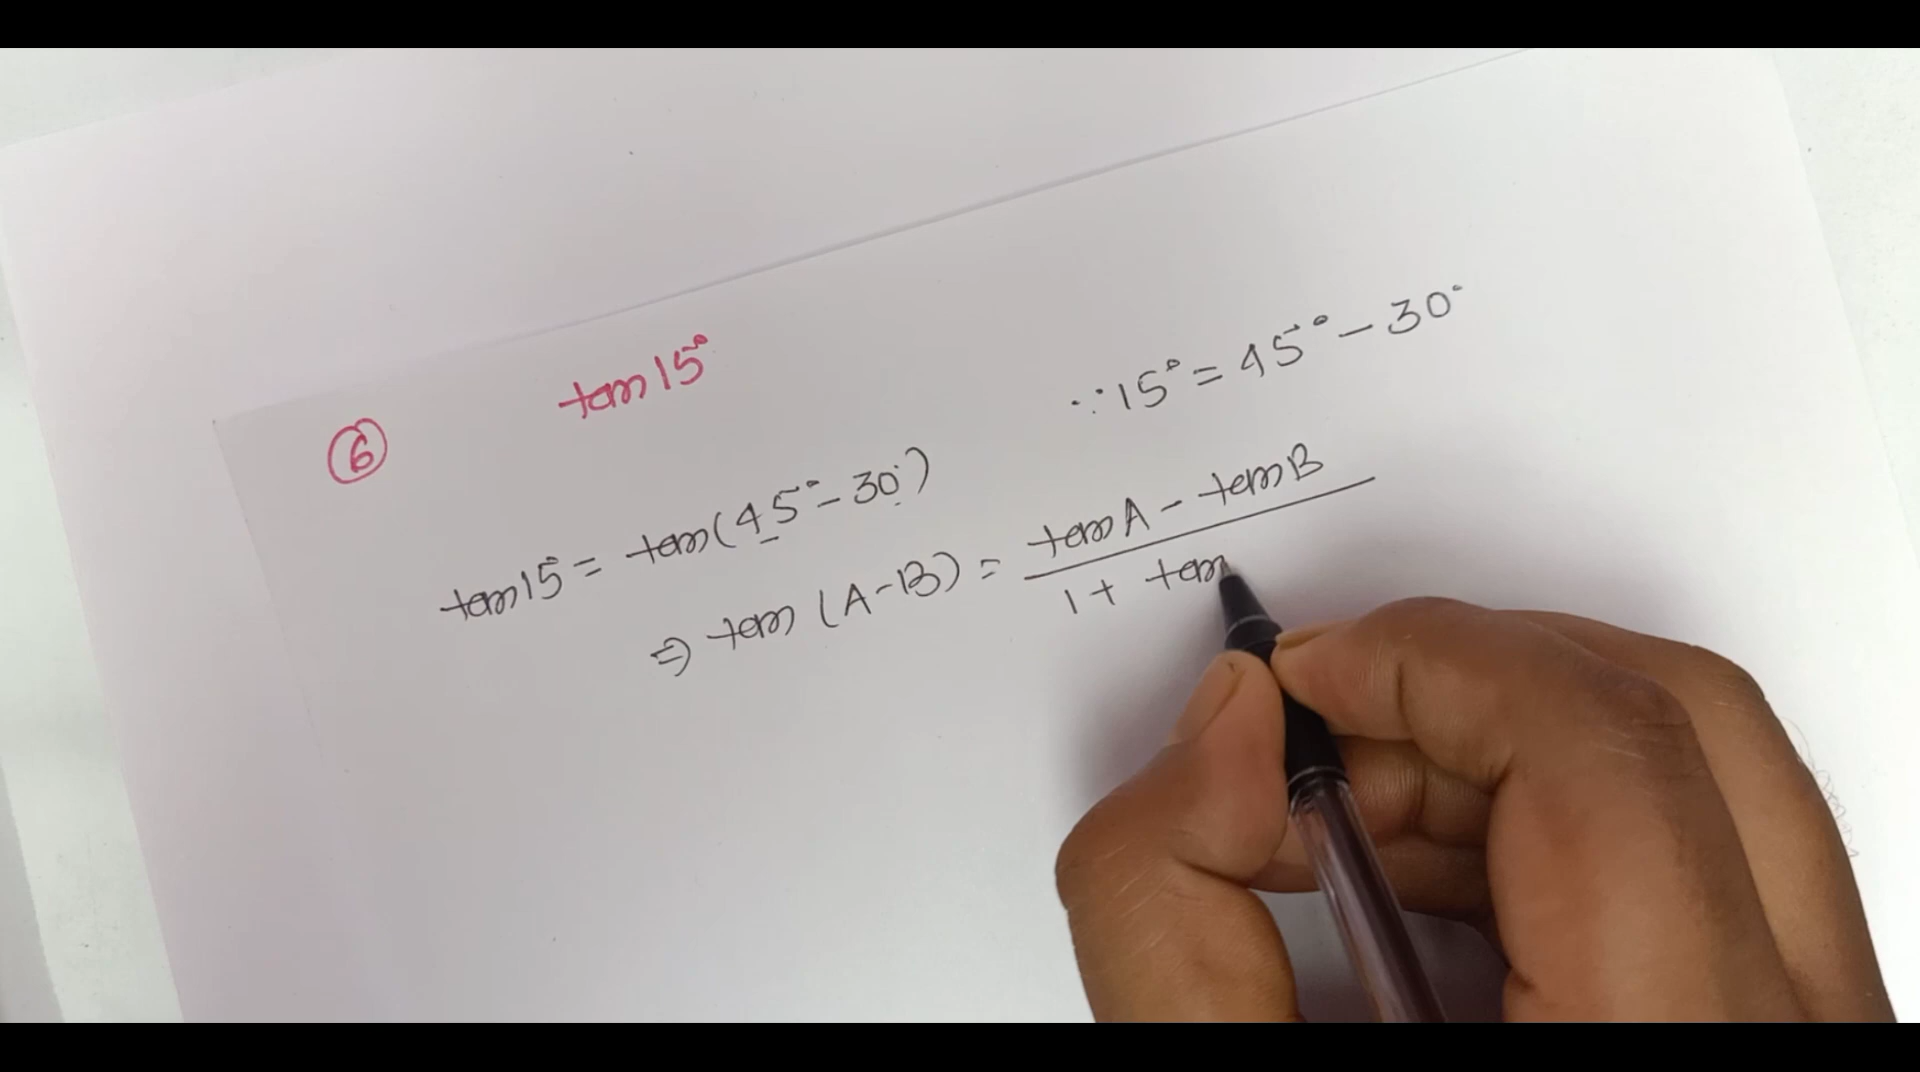 ⑥ tan 15°
∵ 15° = 45° - 30°
tan 15° = tan (45° - 30°)
⇒ tan (A - B) = tan A - tan B
1 + tan